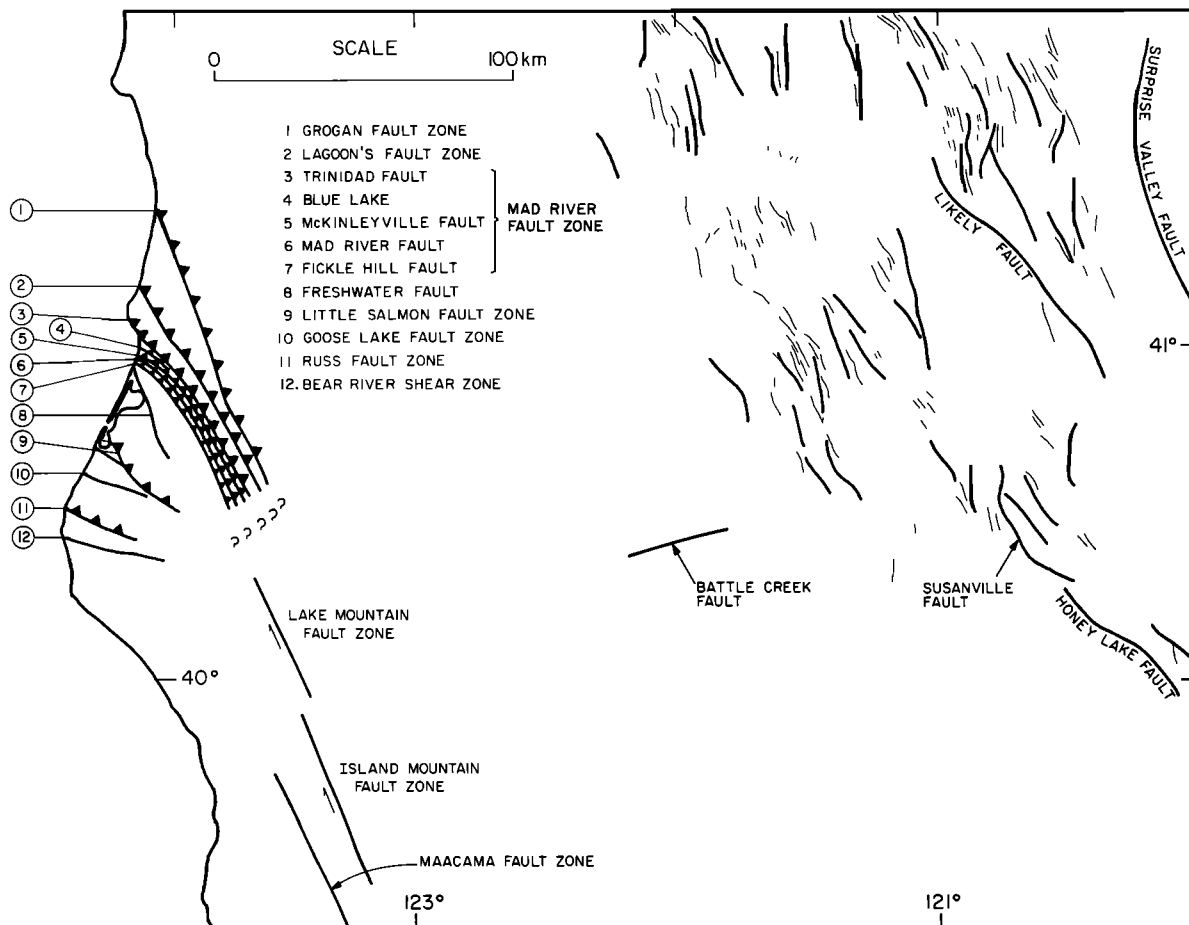 SCALE
0 100 km
1 GROGAN FAULT ZONE
2 LAGOON'S FAULT ZONE
3 TRINIDAD FAULT
4 BLUE LAKE
5 McKINLEYVILLE FAULT
6 MAD RIVER FAULT
7 FICKLE HILL FAULT
MAD RIVER
FAULT ZONE
8 FRESHWATER FAULT
9 LITTLE SALMON FAULT ZONE
10 GOOSE LAKE FAULT ZONE
11 RUSS FAULT ZONE
12. BEAR RIVER SHEAR ZONE
1
2
3
4
5
6
7
8
9
10
11
12
? ? ? ? ?
SURPRISE VALLEY FAULT
LIKELY FAULT
41°
BATTLE CREEK
FAULT
SUSANVILLE
FAULT
HONEY LAKE FAULT
LAKE MOUNTAIN
FAULT ZONE
40°
ISLAND MOUNTAIN
FAULT ZONE
MAACAMA FAULT ZONE
123°
121°